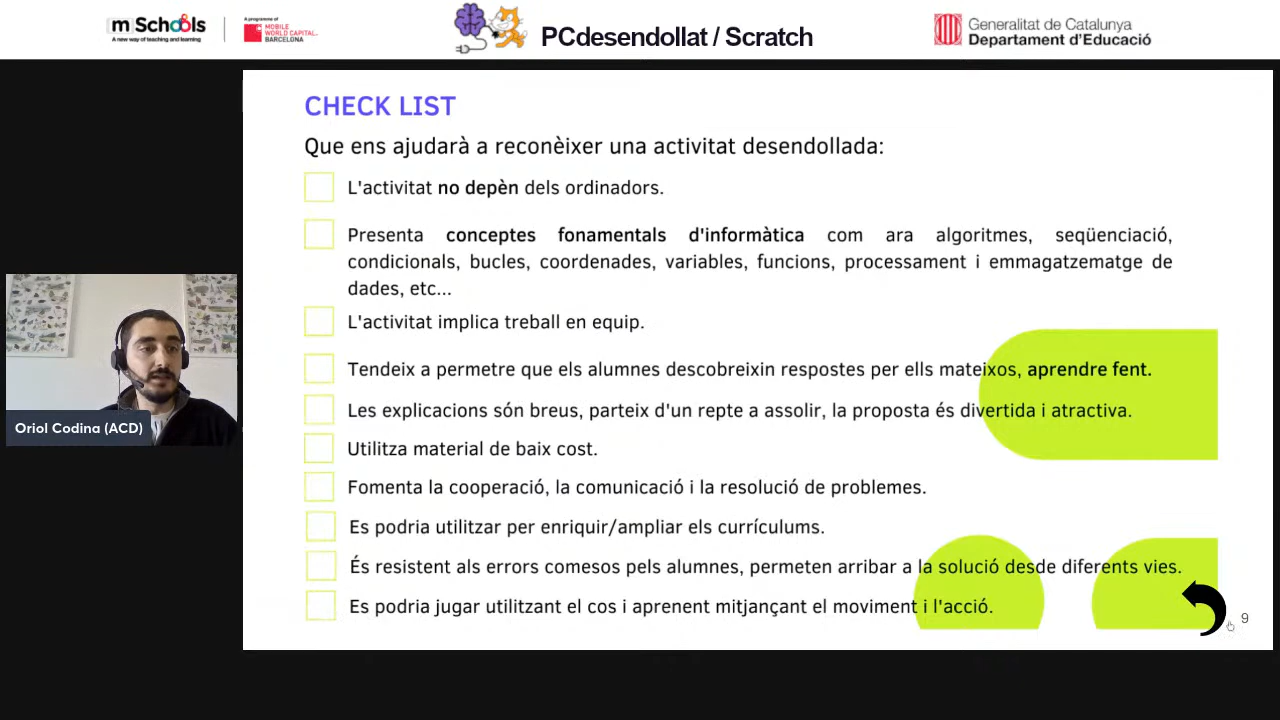 mSchools
A new way of teaching and learning
A programme of
MOBILE
WORLD CAPITAL
BARCELONA
PCdesendollat / Scratch
Generalitat de Catalunya
Departament d'Educació
CHECK LIST
Que ens ajudarà a reconèixer una activitat desendollada:
L'activitat no depèn dels ordinadors.
Presenta conceptes fonamentals d'informàtica com ara algoritmes, seqüenciació,
condicionals, bucles, coordenades, variables, funcions, processament i emmagatzematge de
dades, etc...
L'activitat implica treball en equip.
Tendeix a permetre que els alumnes descobreixin respostes per ells mateixos, aprendre fent.
Les explicacions són breus, parteix d'un repte a assolir, la proposta és divertida i atractiva.
Utilitza material de baix cost.
Fomenta la cooperació, la comunicació i la resolució de problemes.
Es podria utilitzar per enriquir/ampliar els currículums.
És resistent als errors comesos pels alumnes, permeten arribar a la solució desde diferents vies.
Es podria jugar utilitzant el cos i aprenent mitjançant el moviment i l'acció.
9
Oriol Codina (ACD)